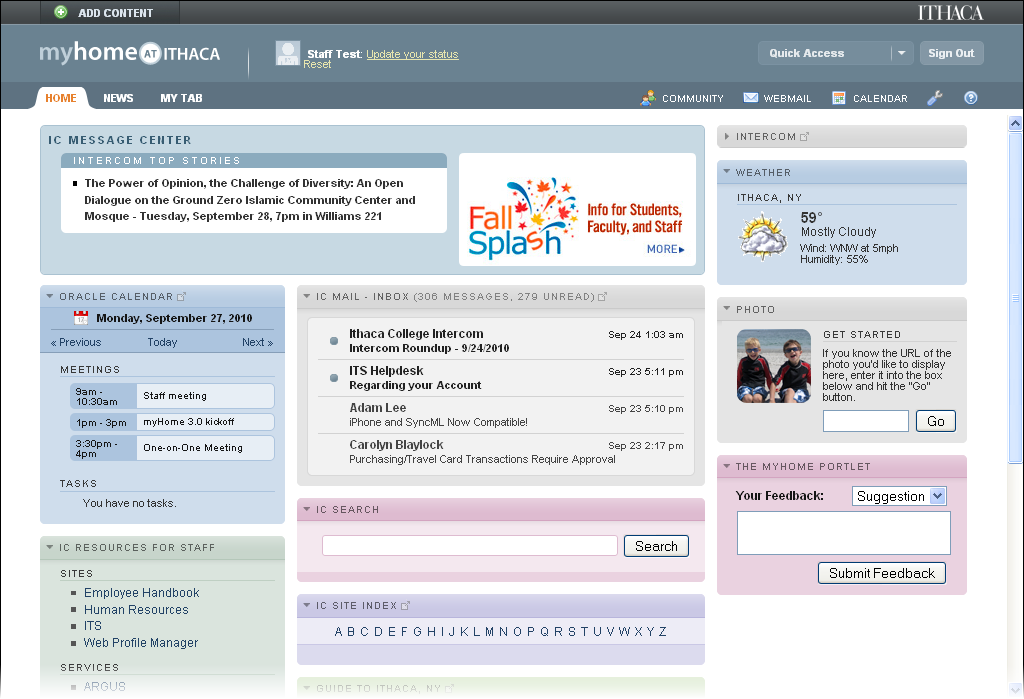 ADD CONTENT
ITHACA
myhome AT ITHACA
Staff Test: Update your status
Reset
Quick Access
Sign Out
HOME
NEWS
MY TAB
COMMUNITY
WEBMAIL
CALENDAR
?
IC MESSAGE CENTER
INTERCOM TOP STORIES
The Power of Opinion, the Challenge of Diversity: An Open
Dialogue on the Ground Zero Islamic Community Center and
Mosque - Tuesday, September 28, 7pm in Williams 221
Fall
Splash
Info for Students,
Faculty, and Staff
MORE
ORACLE CALENDAR
Monday, September 27, 2010
« Previous
Today
Next »
MEETINGS
9am -
10:30am
Staff meeting
1pm - 3pm
myHome 3.0 kickoff
3:30pm -
4pm
One-on-One Meeting
TASKS
You have no tasks.
IC RESOURCES FOR STAFF
SITES
Employee Handbook
Human Resources
ITS
Web Profile Manager
SERVICES
ARGUS
IC MAIL - INBOX (306 MESSAGES, 279 UNREAD)
Ithaca College Intercom
Sep 24 1:03 am
Intercom Roundup - 9/24/2010
ITS Helpdesk
Sep 23 5:11 pm
Regarding your Account
Adam Lee
Sep 23 5:10 pm
iPhone and SyncML Now Compatible!
Carolyn Blaylock
Sep 23 2:17 pm
Purchasing/Travel Card Transactions Require Approval
IC SEARCH
Search
IC SITE INDEX
A B C D E F G H I J K L M N O P Q R S T U V W X Y Z
GUIDE TO ITHACA, NY
INTERCOM
WEATHER
ITHACA, NY
59°
Mostly Cloudy
Wind: WNW at 5mph
Humidity: 55%
PHOTO
GET STARTED
If you know the URL of the
photo you'd like to display
here, enter it into the box
below and hit the "Go"
button.
Go
THE MYHOME PORTLET
Your Feedback:
Suggestion
Submit Feedback